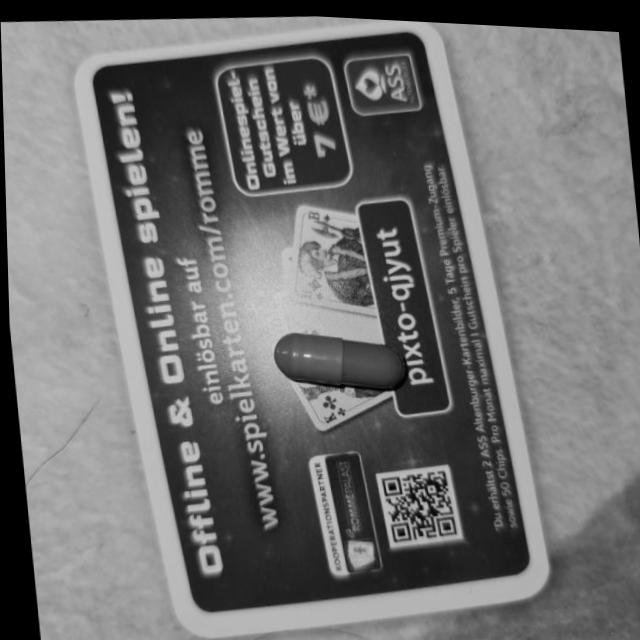 Offline & Online spielen!
einlösbar auf
www.spielkarten.com/romme
Onlinespiel-
Gutschein
im Wert von
über
7 €*
ASS
B
K
pixto-qjyut
KOOPERATIONSPARTNER
*Du erhältst 2 ASS Altenburger-Kartenbilder, 5 Tage Premium-Zugang
sowie 50 Chips. Pro Monat maximal 1 Gutschein pro Spieler einlösbar.